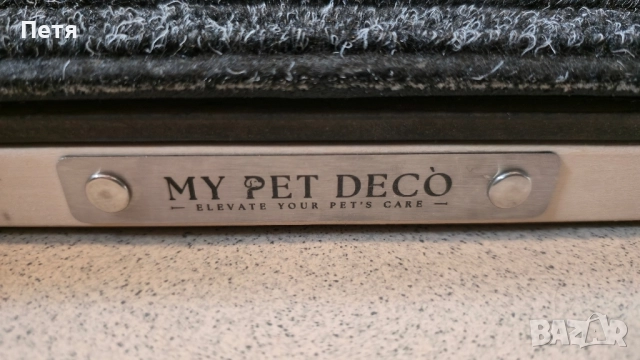 Петя
MY PET DECÒ
— ELEVATE YOUR PET'S CARE —
BAZAR